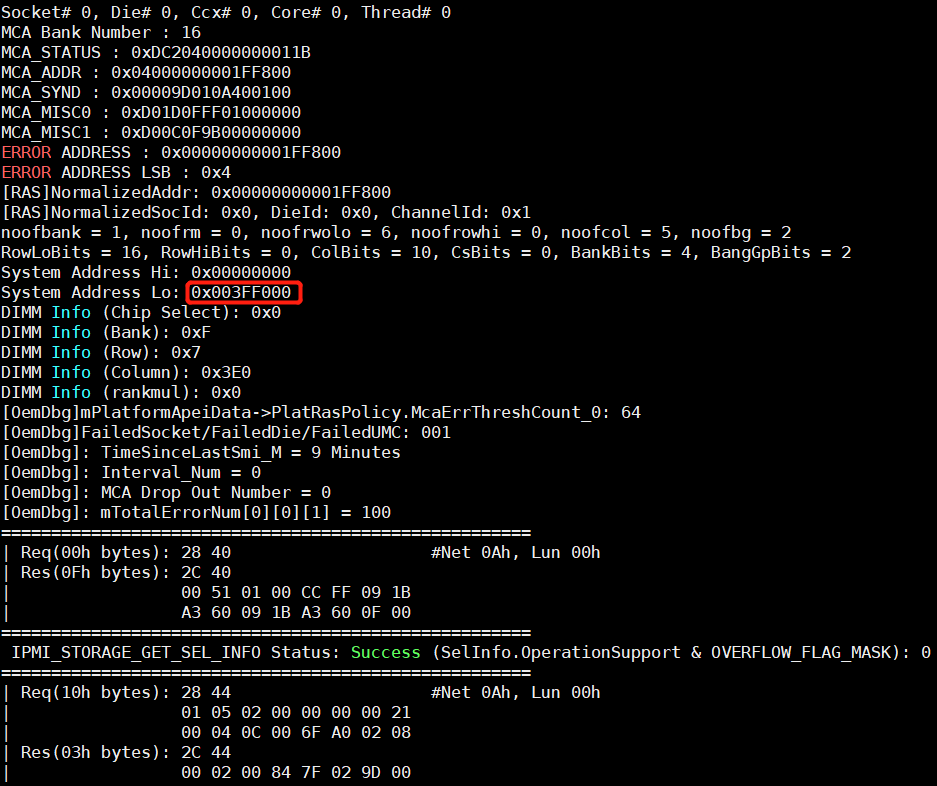 Socket# 0, Die# 0, Ccx# 0, Core# 0, Thread# 0
MCA Bank Number : 16
MCA_STATUS : 0xDC2040000000011B
MCA_ADDR : 0x04000000001FF800
MCA_SYND : 0x00009D010A400100
MCA_MISC0 : 0xD01D0FFF01000000
MCA_MISC1 : 0xD00C0F9B00000000
ERROR ADDRESS : 0x00000000001FF800
ERROR ADDRESS LSB : 0x4
[RAS]NormalizedAddr: 0x00000000001FF800
[RAS]NormalizedSocId: 0x0, DieId: 0x0, ChannelId: 0x1
noofbank = 1, noofrm = 0, noofrwolo = 6, noofrowhi = 0, noofcol = 5, noofbg = 2
RowLoBits = 16, RowHiBits = 0, ColBits = 10, CsBits = 0, BankBits = 4, BangGpBits = 2
System Address Hi: 0x00000000
System Address Lo: 0x003FF000
DIMM Info (Chip Select): 0x0
DIMM Info (Bank): 0xF
DIMM Info (Row): 0x7
DIMM Info (Column): 0x3E0
DIMM Info (rankmul): 0x0
[OemDbg]mPlatformApeiData->PlatRasPolicy.McaErrThreshCount_0: 64
[OemDbg]FailedSocket/FailedDie/FailedUMC: 001
[OemDbg]: TimeSinceLastSmi_M = 9 Minutes
[OemDbg]: Interval_Num = 0
[OemDbg]: MCA Drop Out Number = 0
[OemDbg]: mTotalErrorNum[0][0][1] = 100
=====================================================
| Req(00h bytes): 28 40 #Net 0Ah, Lun 00h
| Res(0Fh bytes): 2C 40
| 00 51 01 00 CC FF 09 1B
| A3 60 09 1B A3 60 0F 00
=====================================================
IPMI_STORAGE_GET_SEL_INFO Status: Success (SelInfo.OperationSupport & OVERFLOW_FLAG_MASK): 0
=====================================================
| Req(10h bytes): 28 44 #Net 0Ah, Lun 00h
| 01 05 02 00 00 00 00 21
| 00 04 0C 00 6F A0 02 08
| Res(03h bytes): 2C 44
| 00 02 00 84 7F 02 9D 00